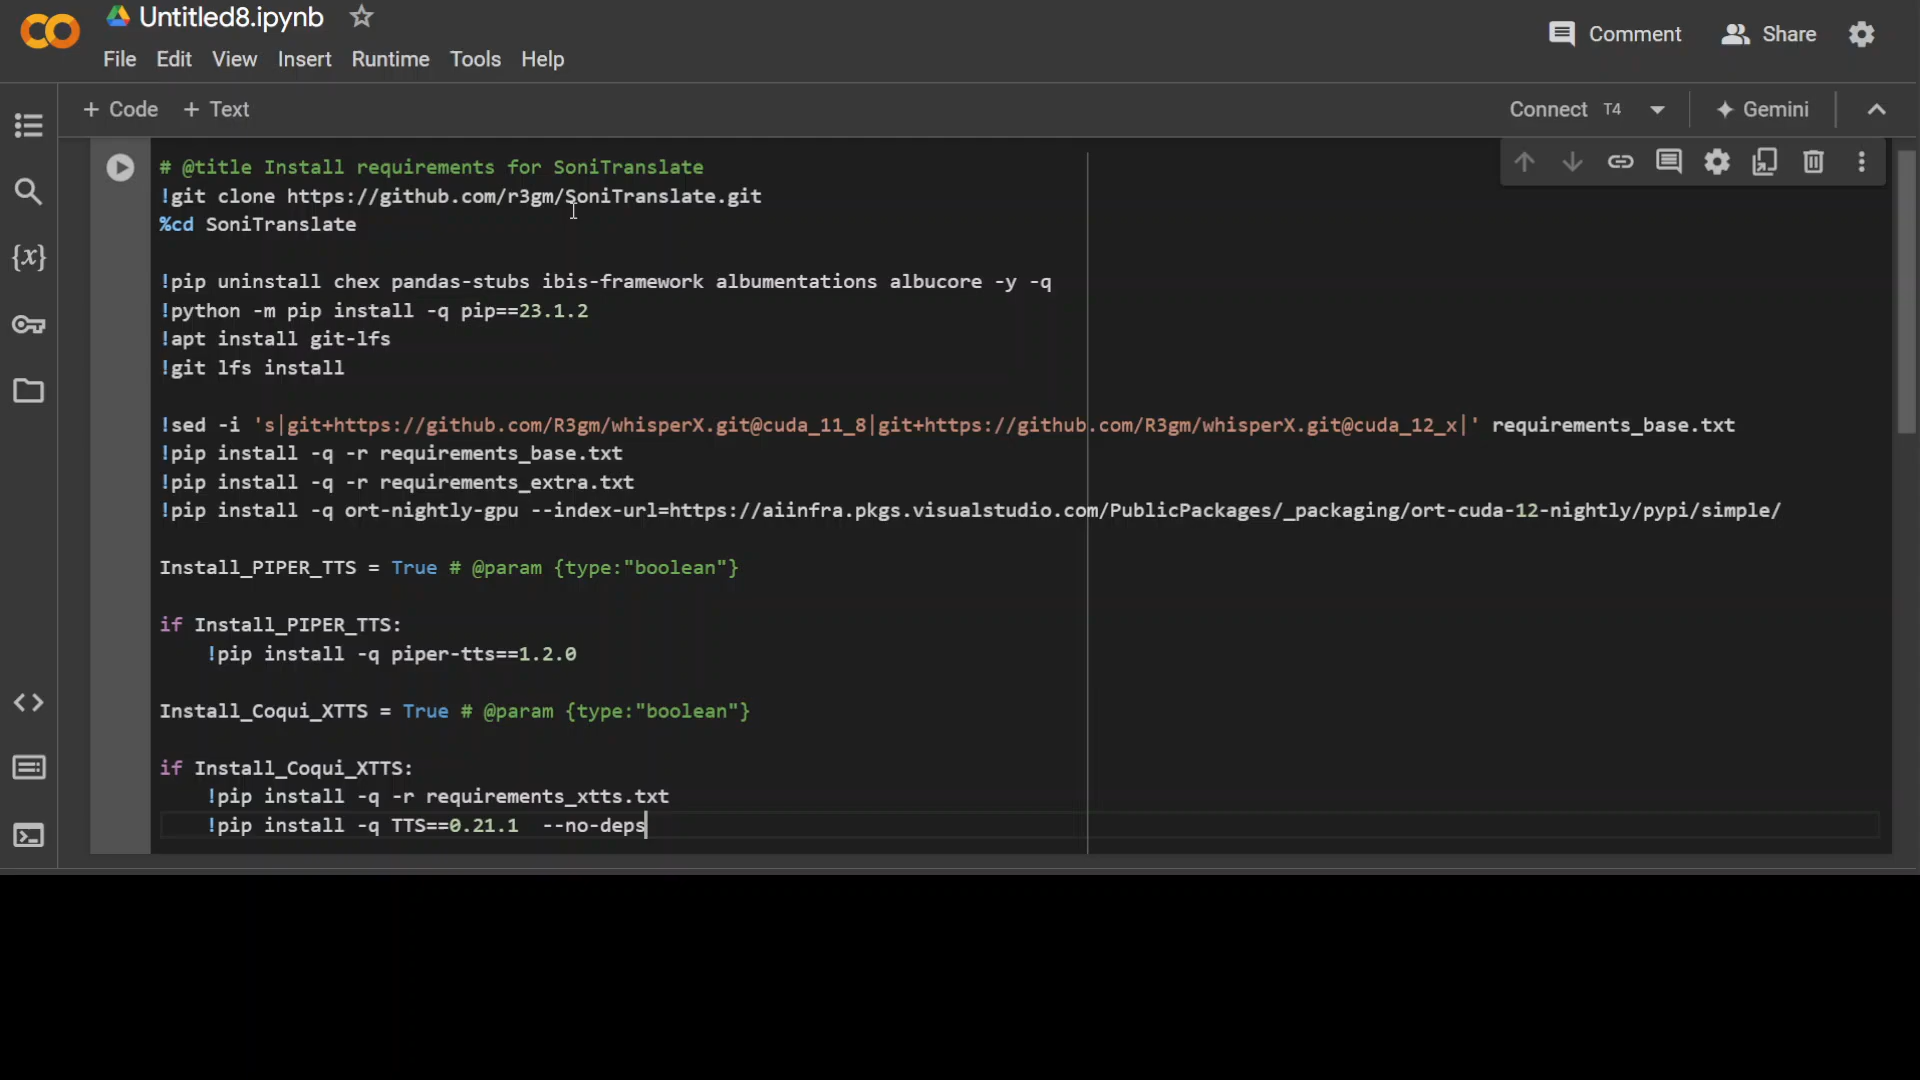 Untitled8.ipynb
File Edit View Insert Runtime Tools Help
Comment
Share
+ Code + Text
Connect T4
Gemini
{x}
# @title Install requirements for SoniTranslate
!git clone https://github.com/r3gm/SoniTranslate.git
%cd SoniTranslate
!pip uninstall chex pandas-stubs ibis-framework albumentations albucore -y -q
!python -m pip install -q pip==23.1.2
!apt install git-lfs
!git lfs install
!sed -i 's|git+https://github.com/R3gm/whisperX.git@cuda_11_8|git+https://github.com/R3gm/whisperX.git@cuda_12_x|' requirements_base.txt
!pip install -q -r requirements_base.txt
!pip install -q -r requirements_extra.txt
!pip install -q ort-nightly-gpu --index-url=https://aiinfra.pkgs.visualstudio.com/PublicPackages/_packaging/ort-cuda-12-nightly/pypi/simple/
Install_PIPER_TTS = True # @param {type:"boolean"}
if Install_PIPER_TTS:
    !pip install -q piper-tts==1.2.0
Install_Coqui_XTTS = True # @param {type:"boolean"}
if Install_Coqui_XTTS:
    !pip install -q -r requirements_xtts.txt
    !pip install -q TTS==0.21.1  --no-deps